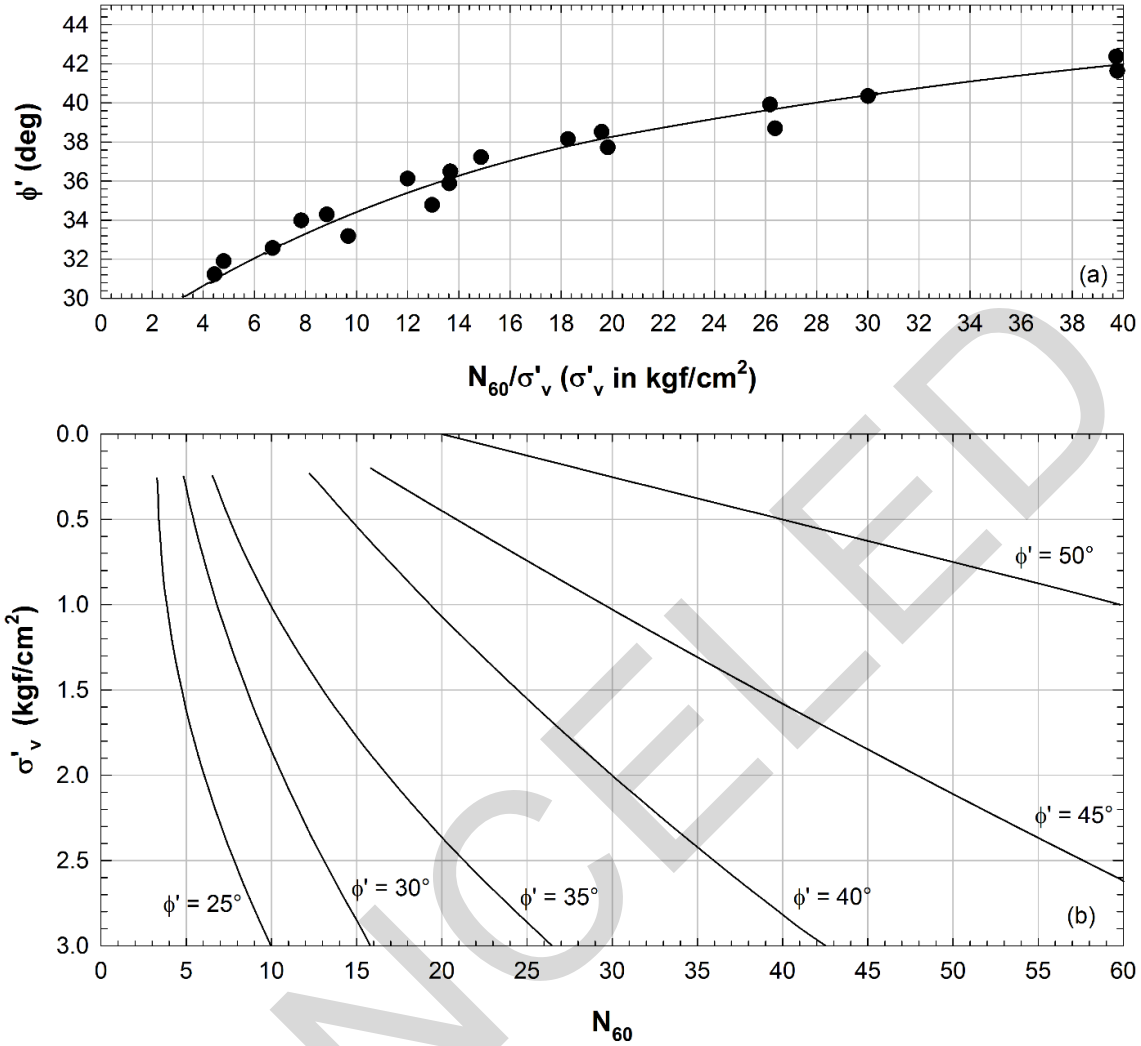 44
42
40
38
36
34
32
30
ϕ' (deg)
(a)
0 2 4 6 8 10 12 14 16 18 20 22 24 26 28 30 32 34 36 38 40
N₆₀/σ'ᵥ (σ'ᵥ in kgf/cm²)
0.0
0.5
1.0
1.5
2.0
2.5
3.0
σ'ᵥ (kgf/cm²)
ϕ' = 50°
ϕ' = 45°
ϕ' = 25°
ϕ' = 30°
ϕ' = 35°
ϕ' = 40°
(b)
0 5 10 15 20 25 30 35 40 45 50 55 60
N₆₀
NCELED